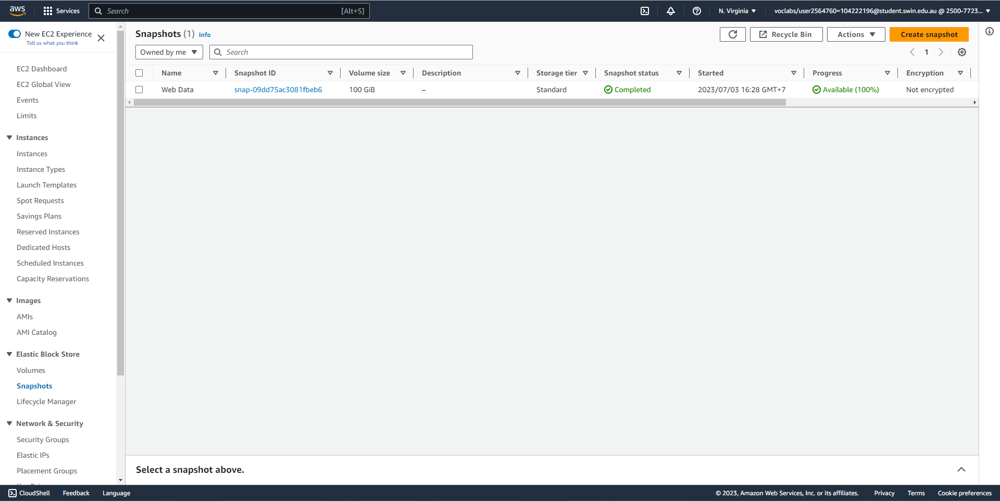 aws
Services
Search [Alt+S]
N. Virginia
voclabs/user2564760=104222196@student.swin.edu.au @ 2500-7723...
New EC2 Experience
Tell us what you think
EC2 Dashboard
EC2 Global View
Events
Limits
Instances
Instances
Instance Types
Launch Templates
Spot Requests
Savings Plans
Reserved Instances
Dedicated Hosts
Scheduled Instances
Capacity Reservations
Images
AMIs
AMI Catalog
Elastic Block Store
Volumes
Snapshots
Lifecycle Manager
Network & Security
Security Groups
Elastic IPs
Placement Groups
Snapshots (1) Info
Recycle Bin
Actions
Create snapshot
Owned by me
Search
1
Name Snapshot ID Volume size Description Storage tier Snapshot status Started Progress Encryption
Web Data snap-09dd75ac3081fbeb6 100 GiB – Standard Completed 2023/07/03 16:28 GMT+7 Available (100%) Not encrypted
Select a snapshot above.
CloudShell Feedback Language © 2023, Amazon Web Services, Inc. or its affiliates. Privacy Terms Cookie preferences